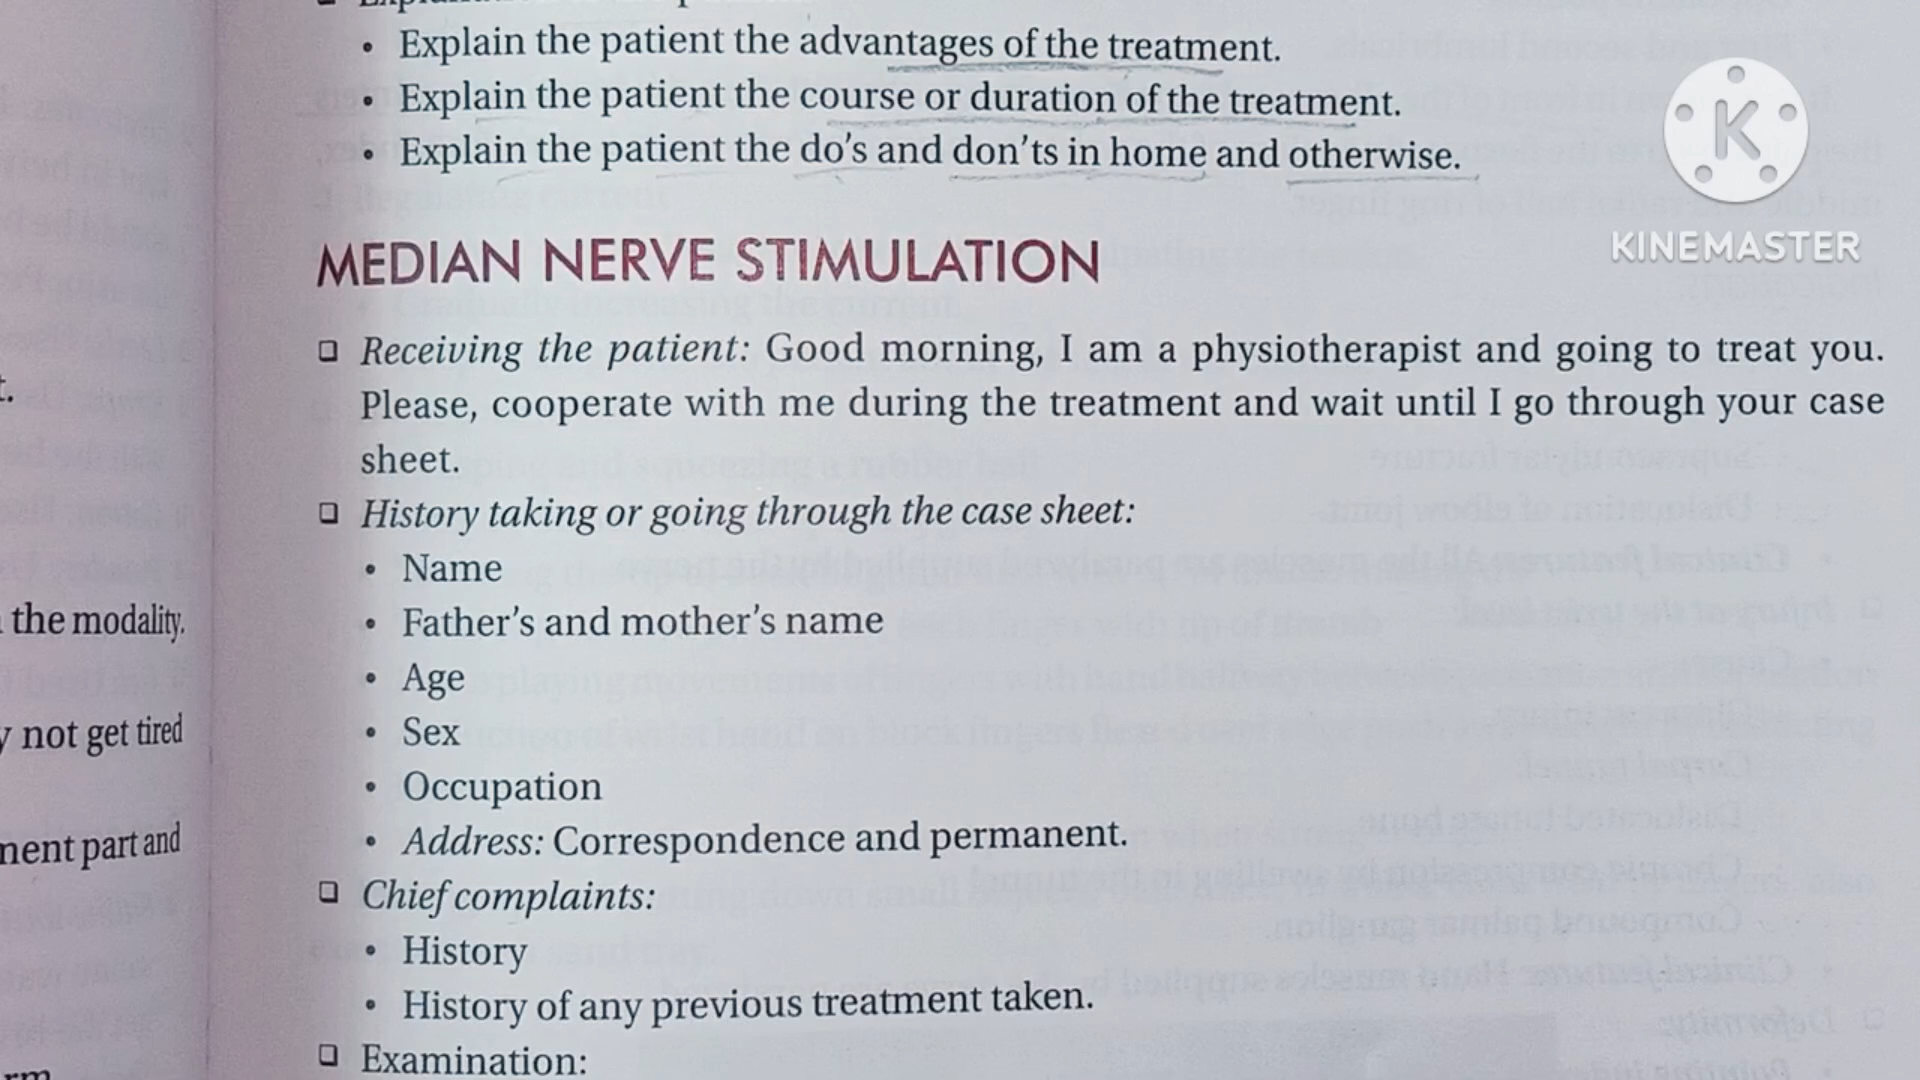 • Explain the patient the advantages of the treatment.
• Explain the patient the course or duration of the treatment.
• Explain the patient the do's and don'ts in home and otherwise.
K
KINEMASTER
MEDIAN NERVE STIMULATION
❑ Receiving the patient: Good morning, I am a physiotherapist and going to treat you.
Please, cooperate with me during the treatment and wait until I go through your case
sheet.
❑ History taking or going through the case sheet:
• Name
• Father's and mother's name
• Age
• Sex
• Occupation
• Address: Correspondence and permanent.
❑ Chief complaints:
• History
• History of any previous treatment taken.
❑ Examination:
the modality.
not get tired
part and